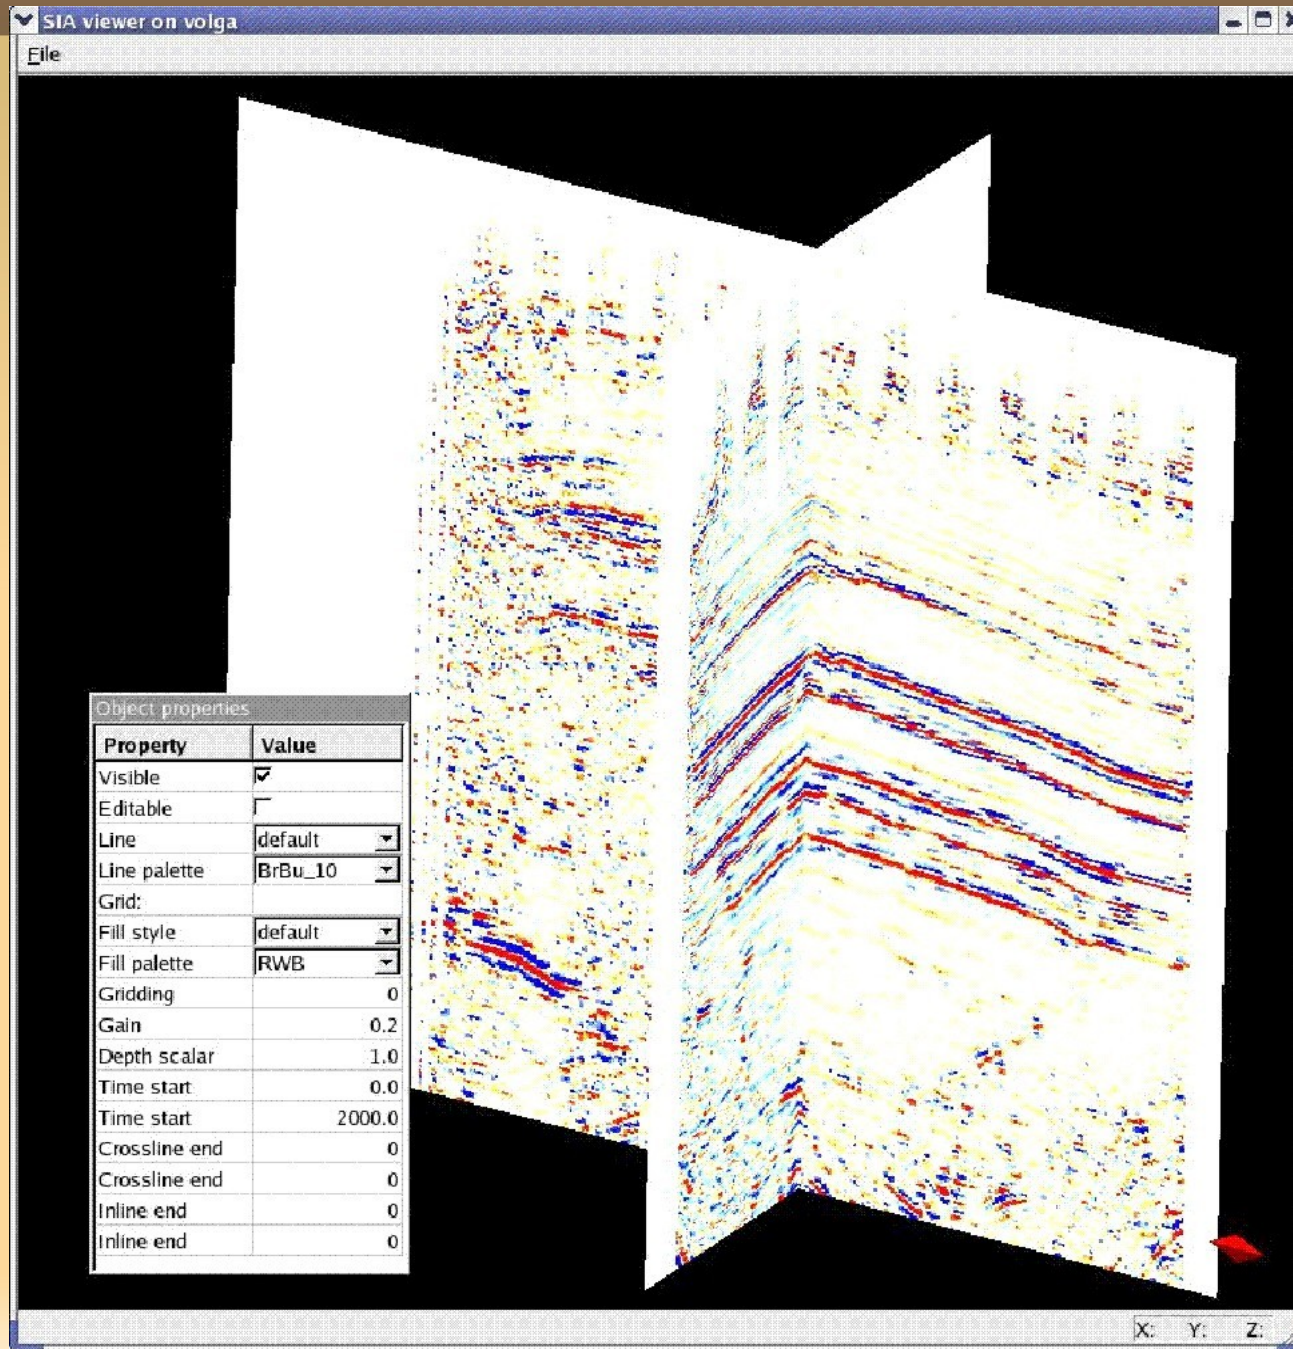 SIA viewer on volga
File
Object properties
Property Value
Visible
Editable
Line default
Line palette BrBu_10
Grid:
Fill style default
Fill palette RWB
Gridding 0
Gain 0.2
Depth scalar 1.0
Time start 0.0
Time start 2000.0
Crossline end 0
Crossline end 0
Inline end 0
Inline end 0
X: Y: Z: